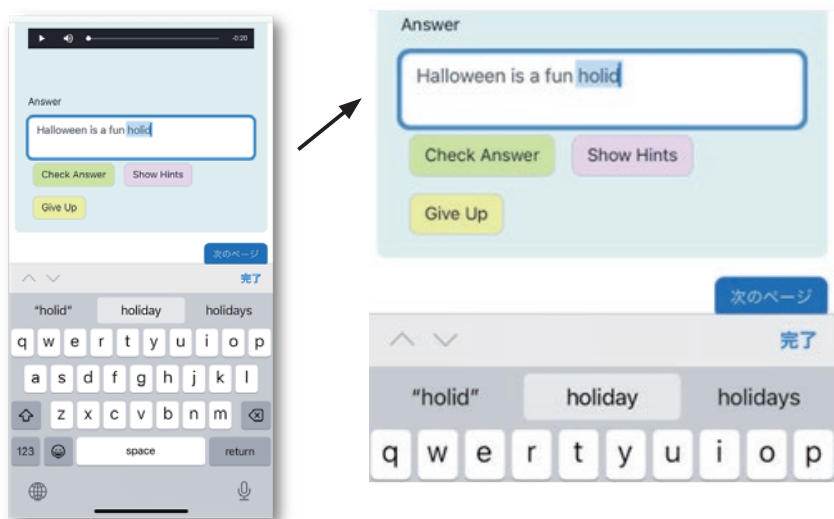 -0:20
Answer
Halloween is a fun holid
Check Answer Show Hints
Give Up
次のページ
完了
“holid” holiday holidays
q w e r t y u i o p
a s d f g h j k l
z x c v b n m
123 space return
Answer
Halloween is a fun holid
Check Answer Show Hints
Give Up
次のページ
完了
“holid” holiday holidays
q w e r t y u i o p